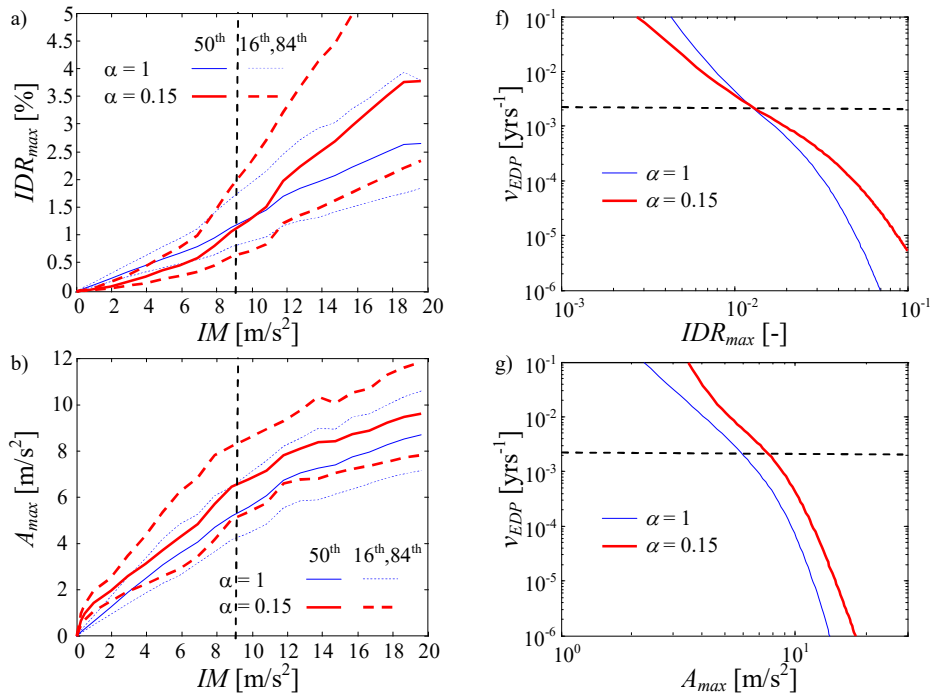 a)
IDRmax [%]
5
4.5
4
3.5
3
2.5
2
1.5
1
0.5
0
50th 16th,84th
α = 1
α = 0.15
0 2 4 6 8 10 12 14 16 18 20
IM [m/s2]
b)
Amax [m/s2]
12
10
8
6
4
2
0
50th 16th,84th
α = 1
α = 0.15
0 2 4 6 8 10 12 14 16 18 20
IM [m/s2]
f)
vEDP [yrs-1]
10-1
10-2
10-3
10-4
10-5
10-6
α = 1
α = 0.15
10-3 10-2 10-1
IDRmax [-]
g)
vEDP [yrs-1]
10-1
10-2
10-3
10-4
10-5
10-6
α = 1
α = 0.15
100 101
Amax [m/s2]